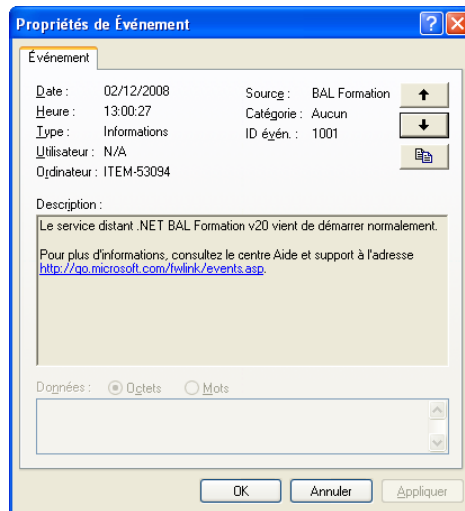 Propriétés de Événement
Événement
Date : 02/12/2008 Source : BAL Formation
Heure : 13:00:27 Catégorie : Aucun
Type : Informations ID évén. : 1001
Utilisateur : N/A
Ordinateur : ITEM-53094
Description :
Le service distant .NET BAL Formation v20 vient de démarrer normalement.
Pour plus d'informations, consultez le centre Aide et support à l'adresse
http://go.microsoft.com/fwlink/events.asp.
Données : Octets Mots
OK Annuler Appliquer